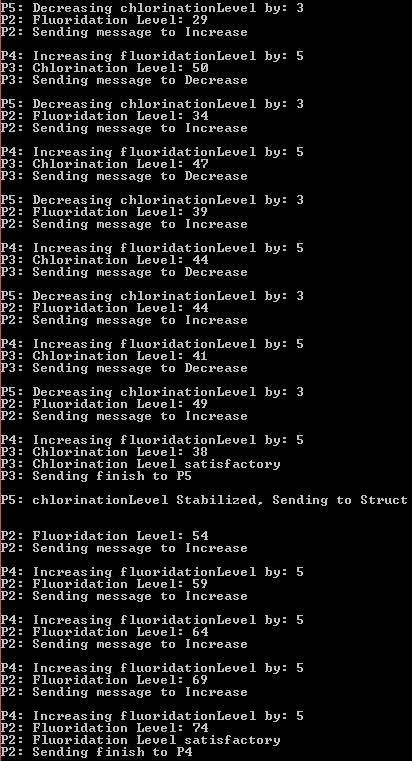 P5: Decreasing chlorinationLevel by: 3
P2: Fluoridation Level: 29
P2: Sending message to Increase
P4: Increasing fluoridationLevel by: 5
P3: Chlorination Level: 50
P3: Sending message to Decrease
P5: Decreasing chlorinationLevel by: 3
P2: Fluoridation Level: 34
P2: Sending message to Increase
P4: Increasing fluoridationLevel by: 5
P3: Chlorination Level: 47
P3: Sending message to Decrease
P5: Decreasing chlorinationLevel by: 3
P2: Fluoridation Level: 39
P2: Sending message to Increase
P4: Increasing fluoridationLevel by: 5
P3: Chlorination Level: 44
P3: Sending message to Decrease
P5: Decreasing chlorinationLevel by: 3
P2: Fluoridation Level: 44
P2: Sending message to Increase
P4: Increasing fluoridationLevel by: 5
P3: Chlorination Level: 41
P3: Sending message to Decrease
P5: Decreasing chlorinationLevel by: 3
P2: Fluoridation Level: 49
P2: Sending message to Increase
P4: Increasing fluoridationLevel by: 5
P3: Chlorination Level: 38
P3: Chlorination Level satisfactory
P3: Sending finish to P5
P5: chlorinationLevel Stabilized, Sending to Struct
P2: Fluoridation Level: 54
P2: Sending message to Increase
P4: Increasing fluoridationLevel by: 5
P2: Fluoridation Level: 59
P2: Sending message to Increase
P4: Increasing fluoridationLevel by: 5
P2: Fluoridation Level: 64
P2: Sending message to Increase
P4: Increasing fluoridationLevel by: 5
P2: Fluoridation Level: 69
P2: Sending message to Increase
P4: Increasing fluoridationLevel by: 5
P2: Fluoridation Level: 74
P2: Fluoridation Level satisfactory
P2: Sending finish to P4